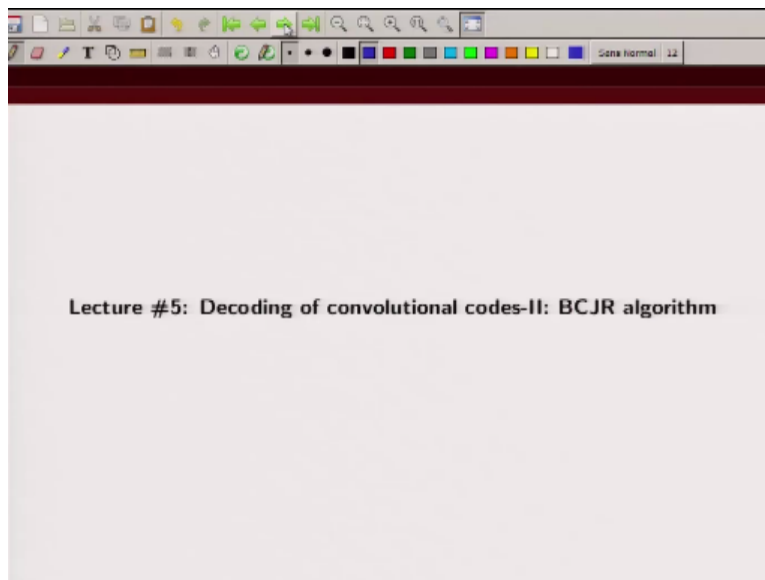 T
Sans Normal 12
Lecture #5: Decoding of convolutional codes-II: BCJR algorithm